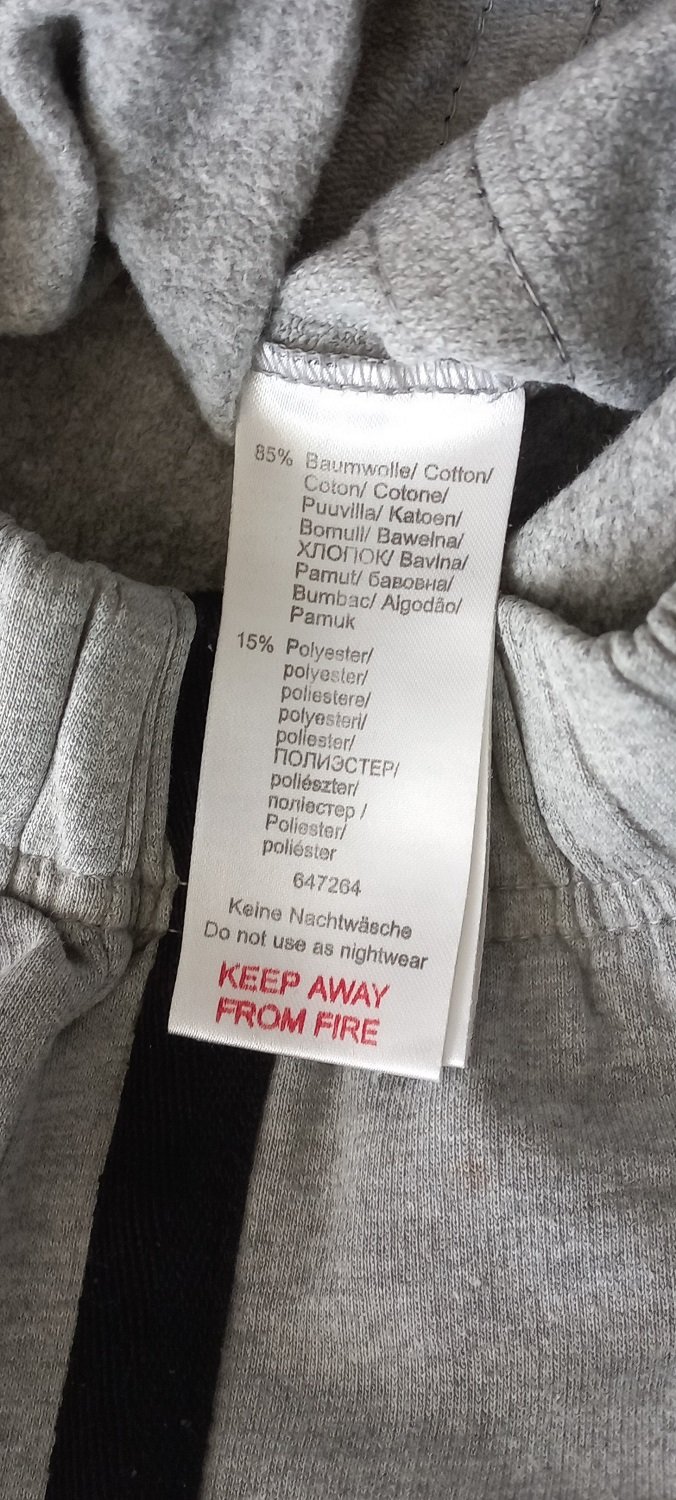 85% Baumwolle/ Cotton/
Coton/ Cotone/
Puuvilla/ Katoen/
Bomull/ Bawełna/
ХЛОПОК/ Bavlna/
Pamut/ бавовна/
Bumbac/ Algodão/
Pamuk
15% Polyester/
polyester/
poliestere/
polyesteri/
poliester/
ПОЛИЭСТЕР/
poliészter/
поліестер /
Poliester/
poliéster
647264
Keine Nachtwäsche
Do not use as nightwear
KEEP AWAY
FROM FIRE